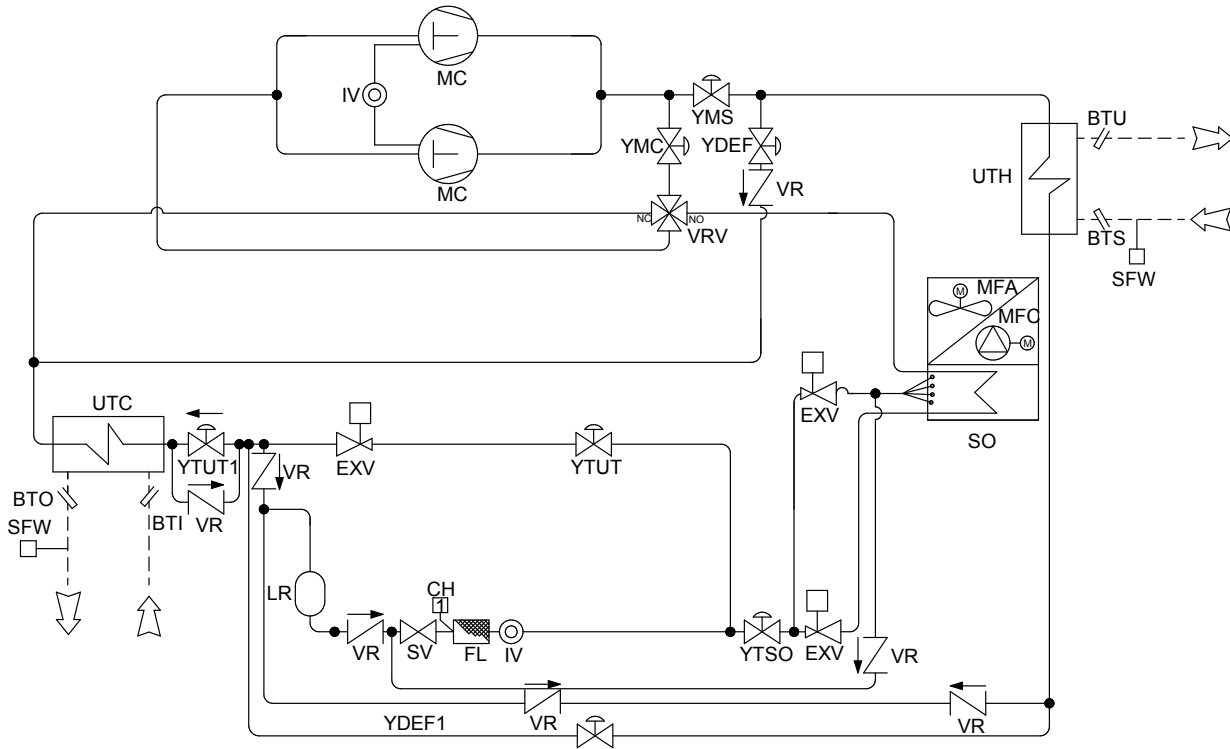 MC
IV
MC
YMS
YMC
YDEF
VR
NC
NO
VRV
BTU
UTH
BTS
SFW
M
MFA
MFC
M
SO
EXV
UTC
YTUT1
VR
EXV
YTUT
BTO
BTI
VR
SFW
LR
CH
1
VR
SV
FL
IV
YTSO
EXV
VR
VR
VR
YDEF1